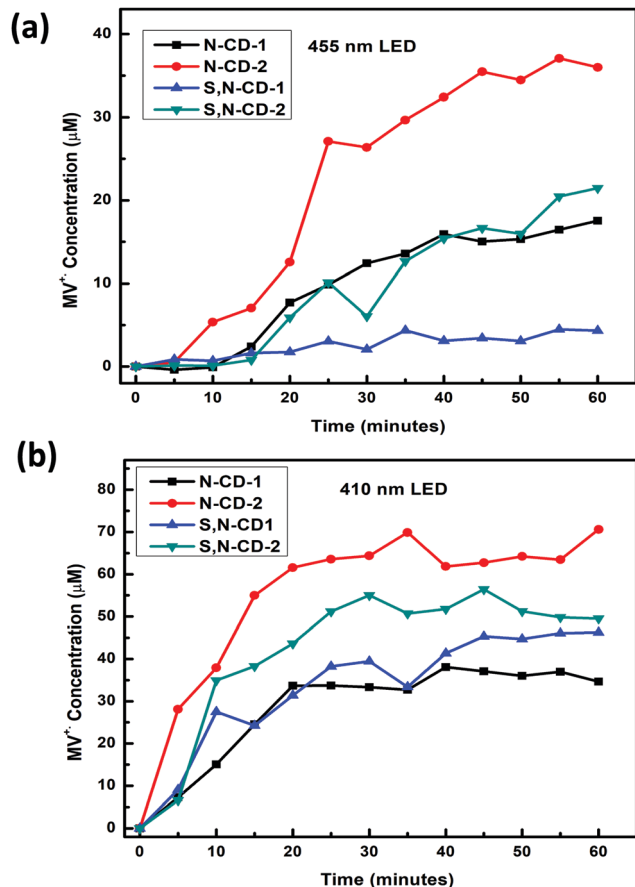 (a)
455 nm LED
N-CD-1
N-CD-2
S,N-CD-1
S,N-CD-2
MV+· Concentration (μM)
40
30
20
10
0
0 10 20 30 40 50 60
Time (minutes)
(b)
410 nm LED
N-CD-1
N-CD-2
S,N-CD1
S,N-CD-2
MV+· Concentration (μM)
80
70
60
50
40
30
20
10
0
0 10 20 30 40 50 60
Time (minutes)